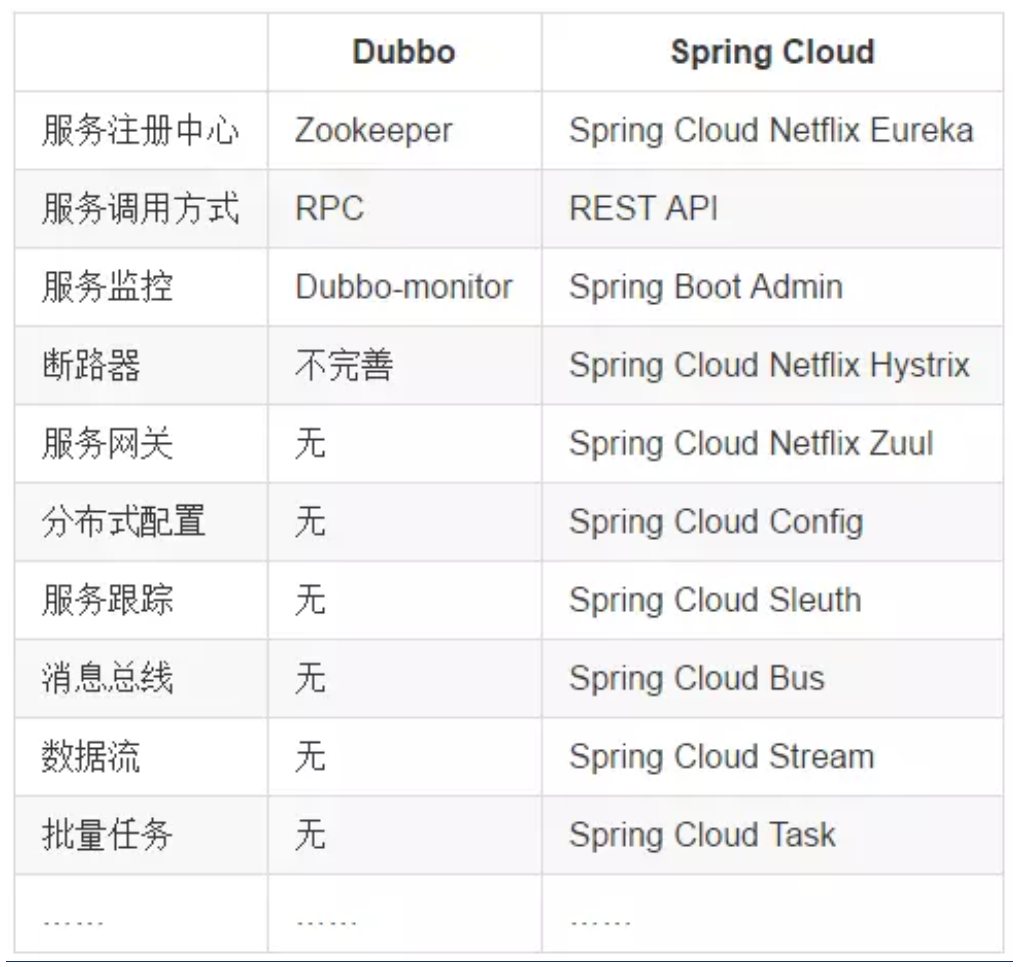 Dubbo Spring Cloud
服务注册中心 Zookeeper Spring Cloud Netflix Eureka
服务调用方式 RPC REST API
服务监控 Dubbo-monitor Spring Boot Admin
断路器 不完善 Spring Cloud Netflix Hystrix
服务网关 无 Spring Cloud Netflix Zuul
分布式配置 无 Spring Cloud Config
服务跟踪 无 Spring Cloud Sleuth
消息总线 无 Spring Cloud Bus
数据流 无 Spring Cloud Stream
批量任务 无 Spring Cloud Task
…… …… ……